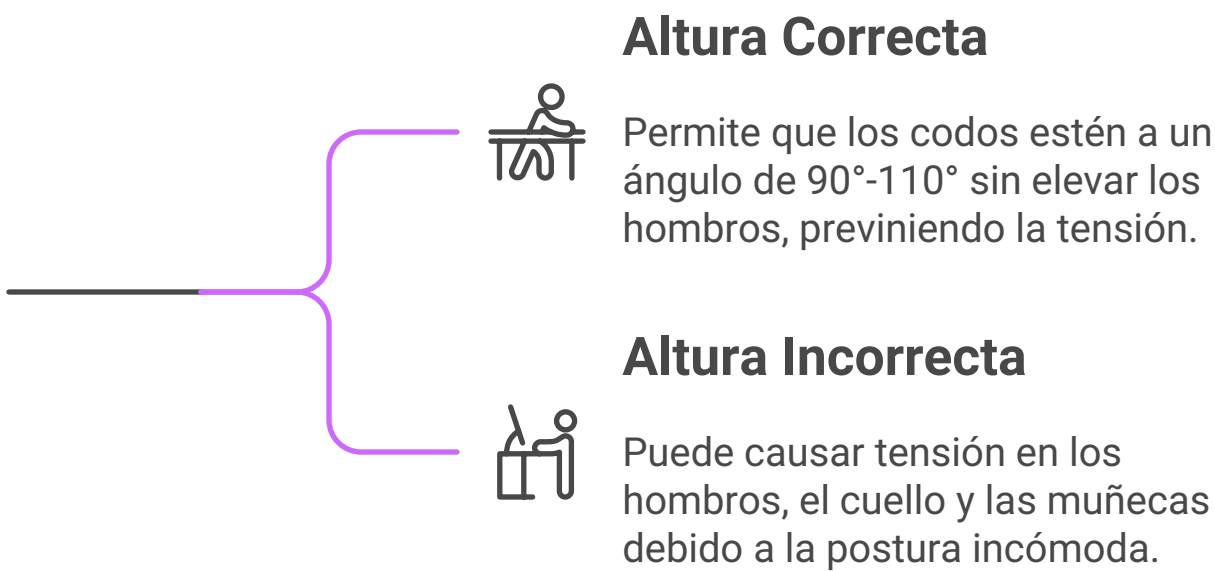 Altura Correcta
Permite que los codos estén a un
ángulo de 90°-110° sin elevar los
hombros, previniendo la tensión.
Altura Incorrecta
Puede causar tensión en los
hombros, el cuello y las muñecas
debido a la postura incómoda.